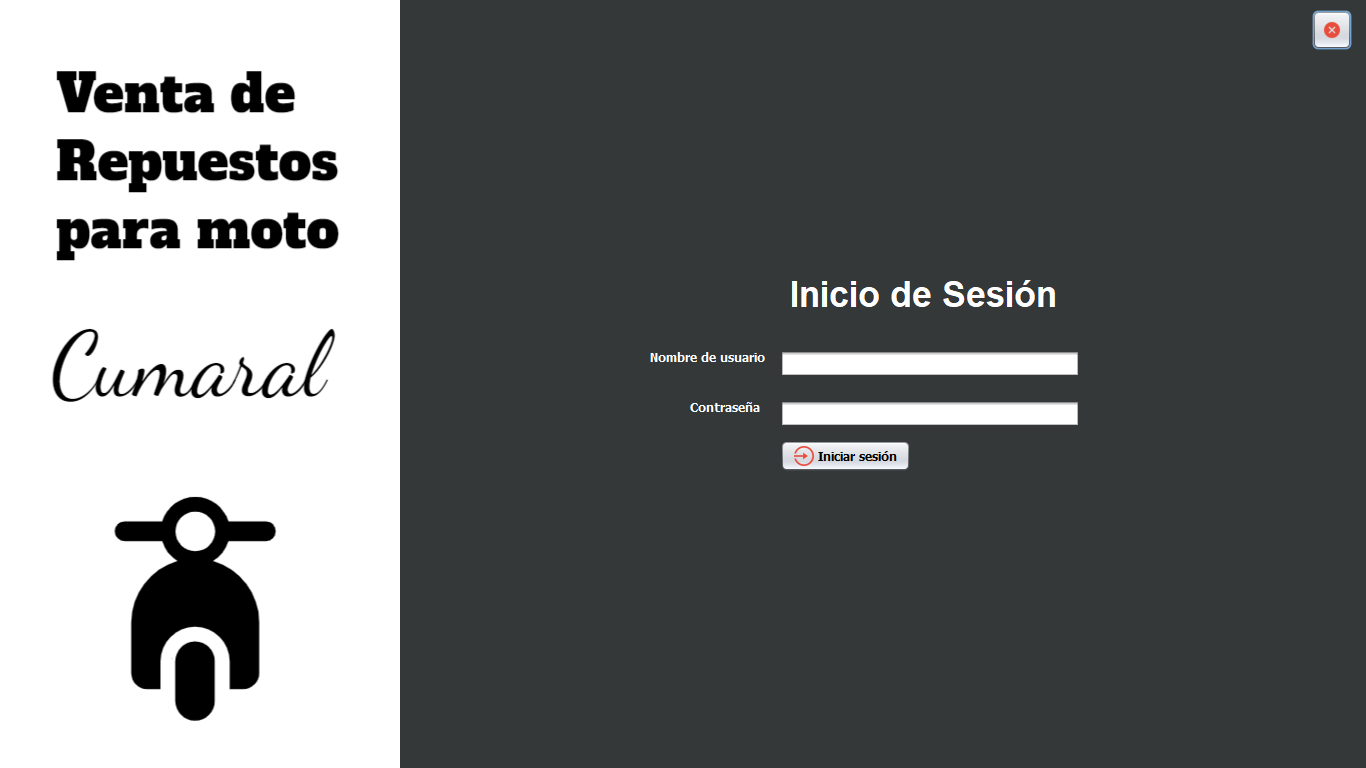 Venta de
Repuestos
para moto
Cumaral
Inicio de Sesión
Nombre de usuario
Contraseña
Iniciar sesión